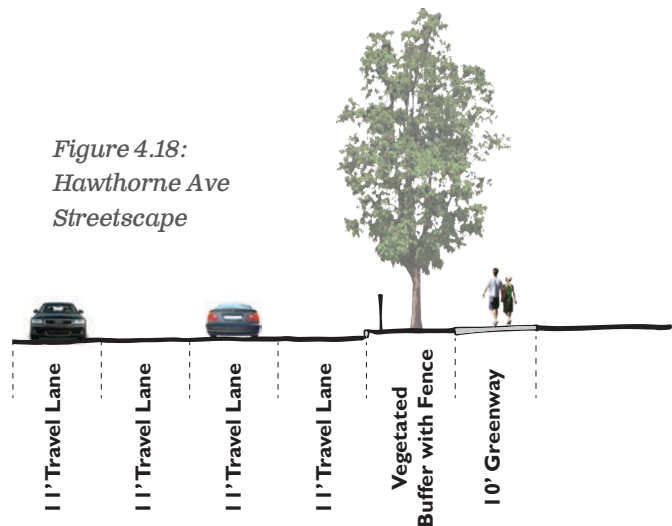 Figure 4.18:
Hawthorne Ave
Streetscape
11' Travel Lane
11' Travel Lane
11' Travel Lane
11' Travel Lane
Vegetated
Buffer with Fence
10' Greenway